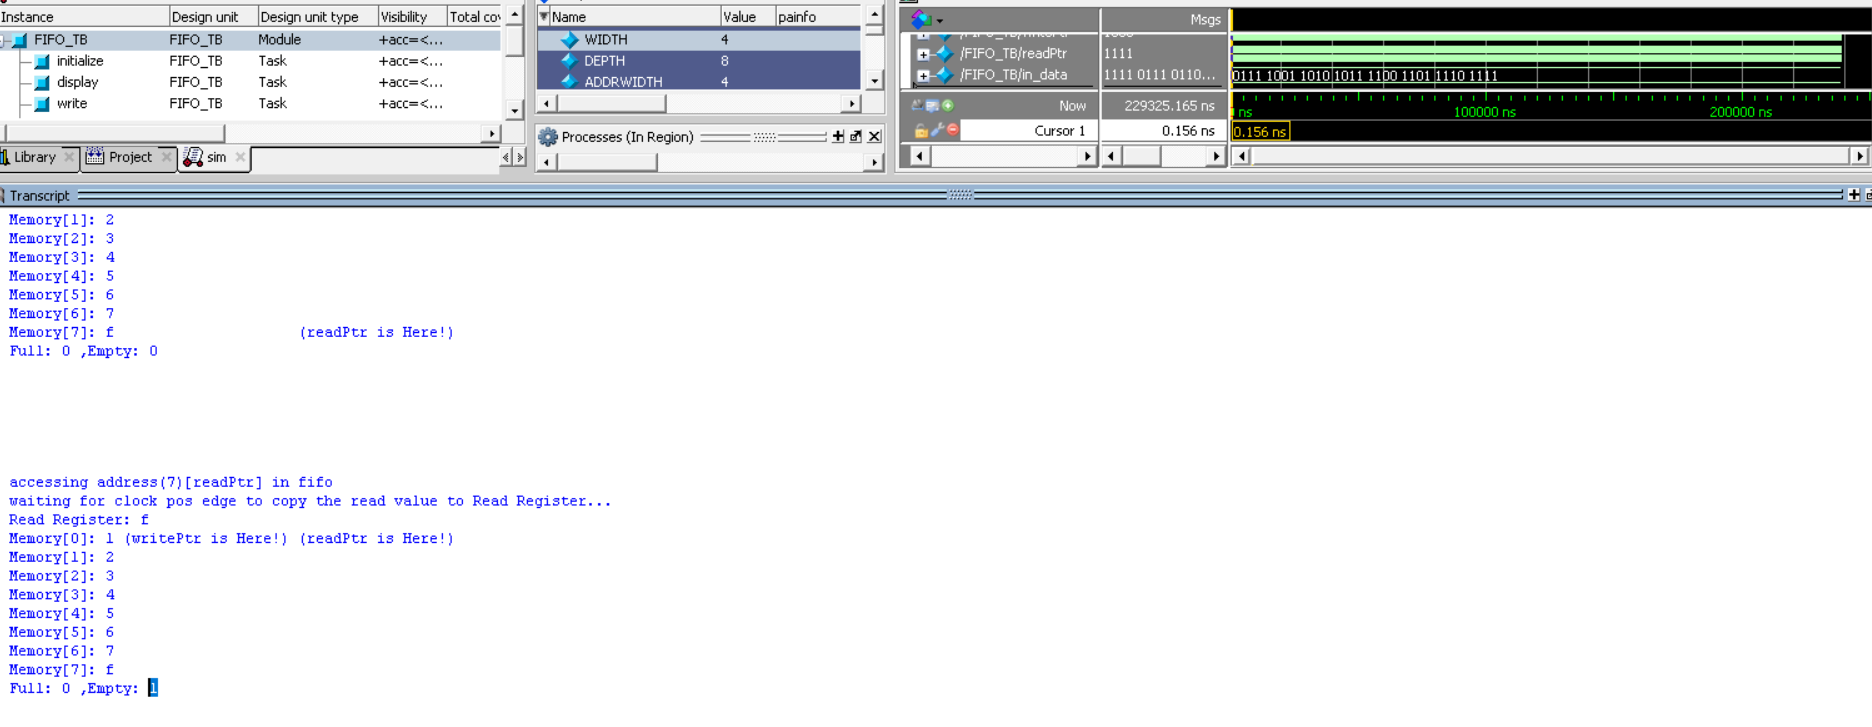 Instance Design unit Design unit type Visibility
FIFO_TB FIFO_TB Module +acc=<...
initialize FIFO_TB Task +acc=<...
display FIFO_TB Task +acc=<...
write FIFO_TB Task +acc=<...
Library Project sim
Name Value painfo
WIDTH 4
DEPTH 8
ADDRWIDTH 4
Processes (In Region)
Msgs
/FIFO_TB/readPtr 1111
/FIFO_TB/in_data 1111 0111 0110... 0111 1001 1010 1011 1100 1101 1110 1111
Now 229325.165 ns ns 100000 ns 200000 ns
Cursor 1 0.156 ns 0.156 ns
Transcript
Memory[1]: 2
Memory[2]: 3
Memory[3]: 4
Memory[4]: 5
Memory[5]: 6
Memory[6]: 7
Memory[7]: f (readPtr is Here!)
Full: 0 ,Empty: 0
accessing address(7)[readPtr] in fifo
waiting for clock pos edge to copy the read value to Read Register...
Read Register: f
Memory[0]: 1 (writePtr is Here!) (readPtr is Here!)
Memory[1]: 2
Memory[2]: 3
Memory[3]: 4
Memory[4]: 5
Memory[5]: 6
Memory[6]: 7
Memory[7]: f
Full: 0 ,Empty: 1